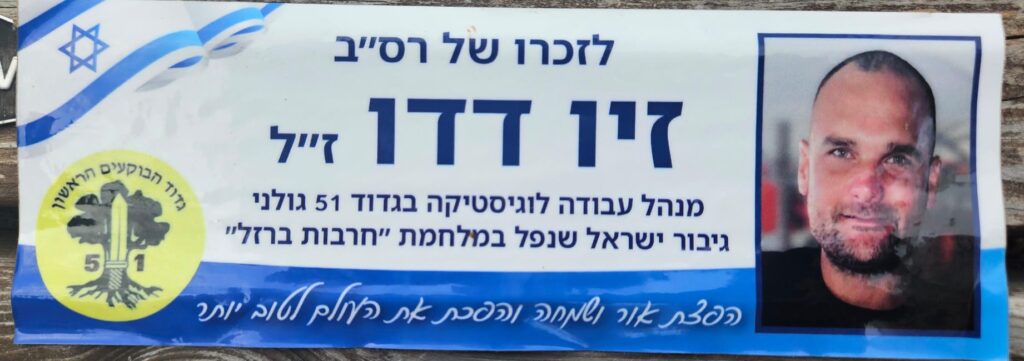 לזכרו של רס״ב
זיו דדו ז״ל
מנהל עבודה לוגיסטיקה בגדוד 51 גולני
גיבור ישראל שנפל במלחמת ״חרבות ברזל״
הפצת אור ושמחה והפכת את העולם לטוב יותר
גדוד הבוקעים הראשון
51